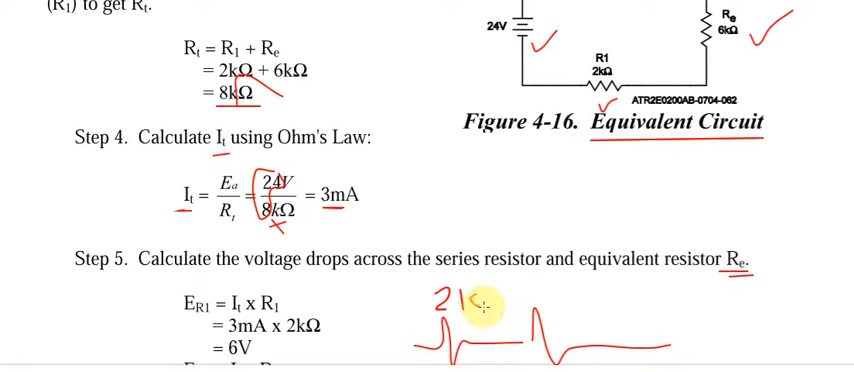 (R1) to get Rt.
24V
Re
6kΩ
R1
2kΩ
ATR2E0200AB-0704-062
Figure 4-16. Equivalent Circuit
Rt = R1 + Re
= 2kΩ + 6kΩ
= 8kΩ
Step 4. Calculate It using Ohm's Law:
It = Ea / Rt = 24V / 8kΩ = 3mA
Step 5. Calculate the voltage drops across the series resistor and equivalent resistor Re.
ER1 = It x R1
= 3mA x 2kΩ
= 6V
2K